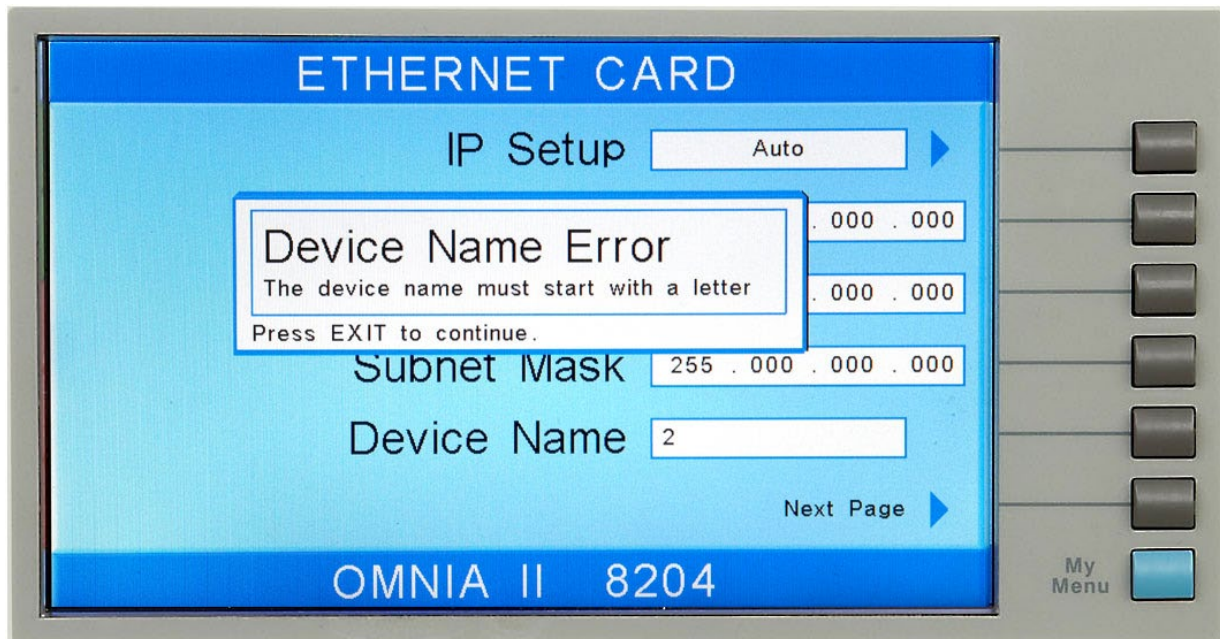 ETHERNET CARD
IP Setup Auto
. 000 . 000
Device Name Error
The device name must start with a letter
. 000 . 000
Press EXIT to continue.
Subnet Mask 255 . 000 . 000 . 000
Device Name 2
Next Page
OMNIA II 8204
My
Menu